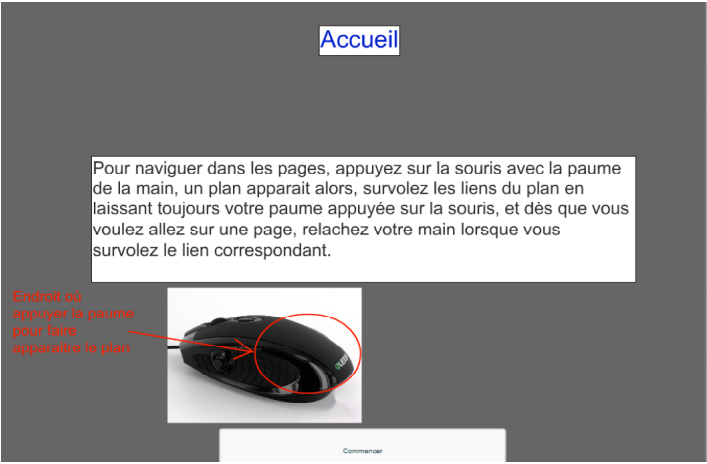 Accueil
Pour naviguer dans les pages, appuyez sur la souris avec la paume
de la main, un plan apparait alors, survolez les liens du plan en
laissant toujours votre paume appuyée sur la souris, et dès que vous
voulez allez sur une page, relachez votre main lorsque vous
survolez le lien correspondant.
Endroit où
appuyer la paume
pour faire
apparaitre le plan
Commencer